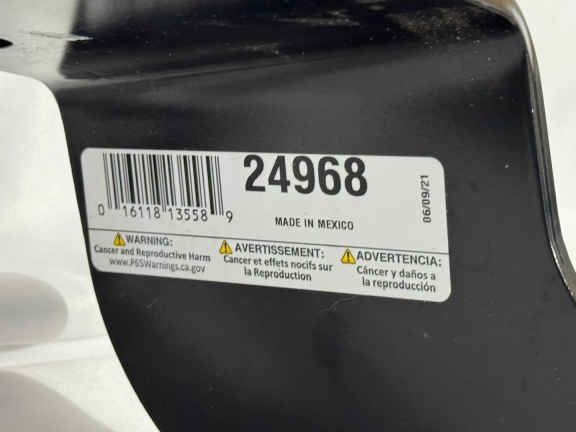 24968
0 16118 13558 9
MADE IN MEXICO
06/09/21
WARNING:
Cancer and Reproductive Harm
www.P65Warnings.ca.gov
AVERTISSEMENT:
Cancer et effets nocifs sur
la Reproduction
ADVERTENCIA:
Cáncer y daños a
la reproducción